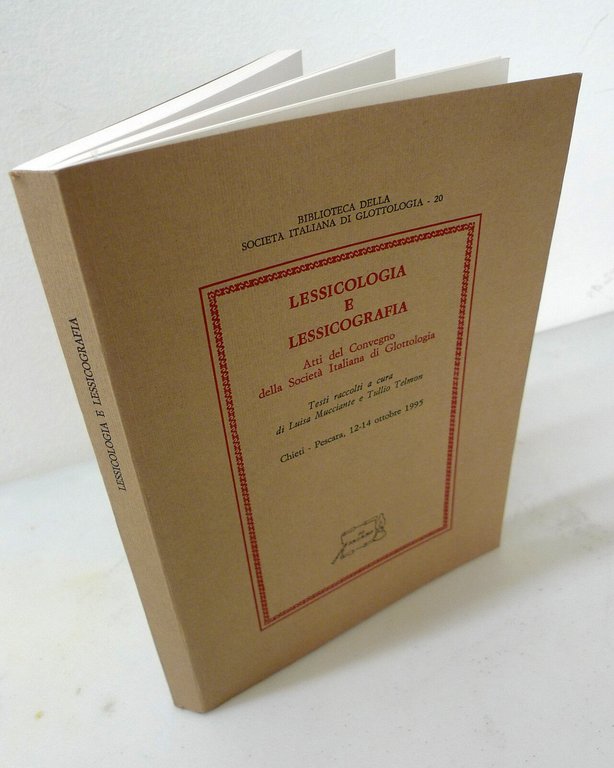 BIBLIOTECA DELLA
SOCIETÀ ITALIANA DI GLOTTOLOGIA - 20
LESSICOLOGIA
E
LESSICOGRAFIA
Atti del Convegno
della Società Italiana di Glottologia
Testi raccolti a cura
di Luisa Mucciante e Tullio Telmon
Chieti - Pescara, 12-14 ottobre 1995
LESSICOLOGIA E LESSICOGRAFIA